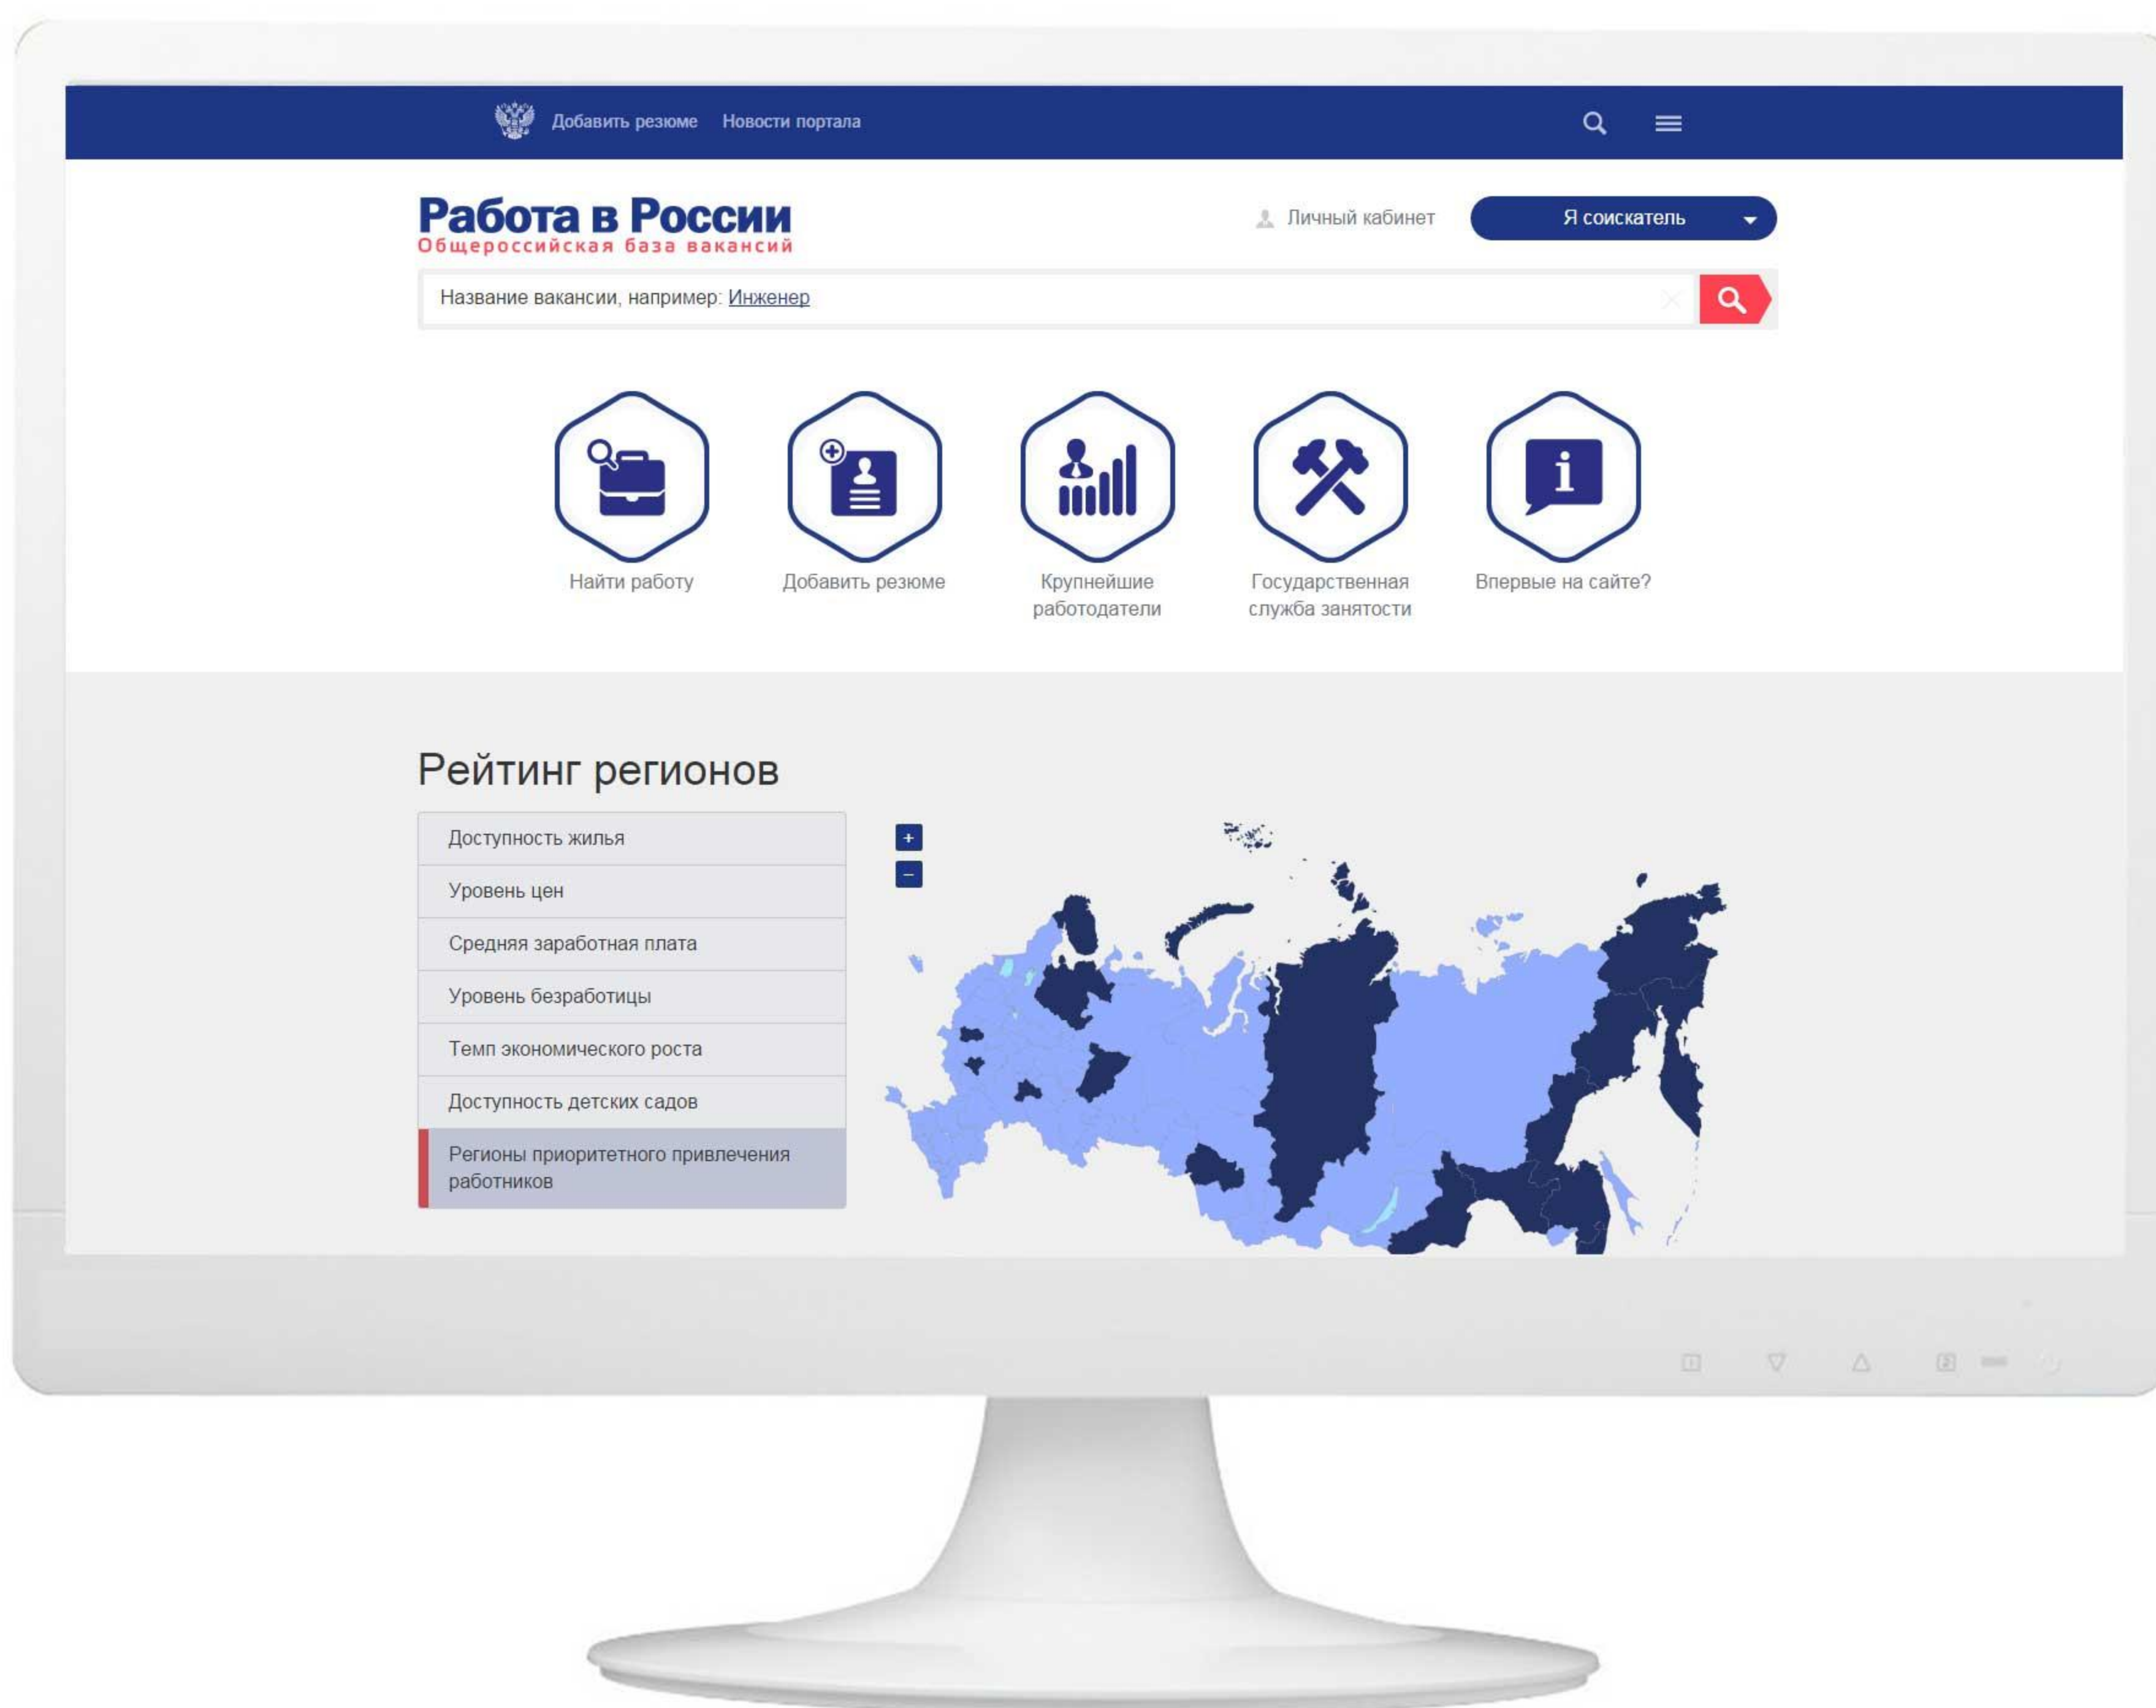 Добавить резюме Новости портала
Работа в России
Общероссийская база вакансий
Личный кабинет
Я соискатель
Название вакансии, например: Инженер
Найти работу
Добавить резюме
Крупнейшие
работодатели
Государственная
служба занятости
Впервые на сайте?
Рейтинг регионов
Доступность жилья
Уровень цен
Средняя заработная плата
Уровень безработицы
Темп экономического роста
Доступность детских садов
Регионы приоритетного привлечения
работников